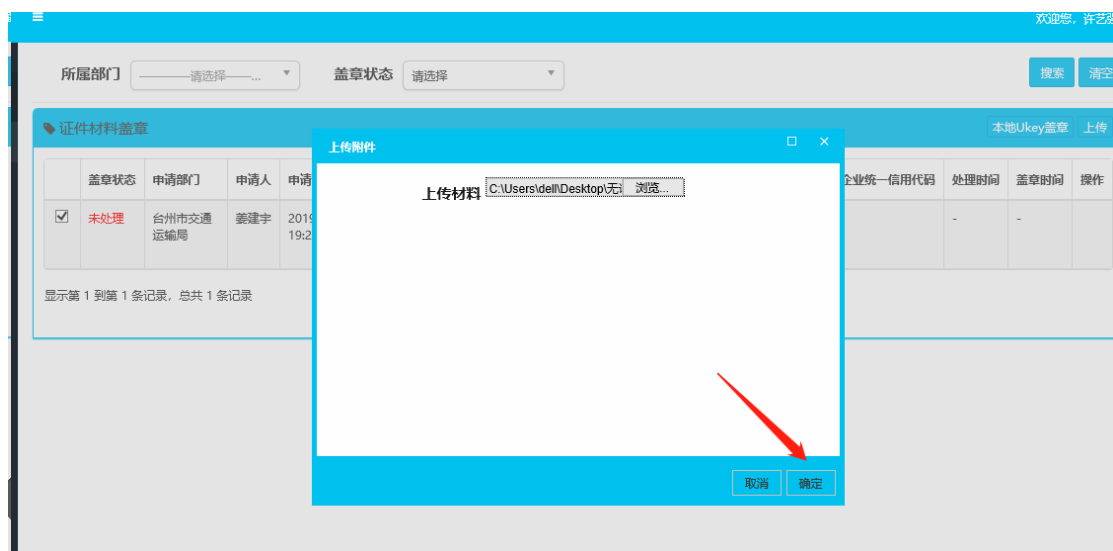 欢迎您，许艺强
所属部门 ————请选择——... 盖章状态 请选择 搜索 清空
证件材料盖章 本地Ukey盖章 上传
上传附件
盖章状态 申请部门 申请人 申请 企业统一信用代码 处理时间 盖章时间 操作
上传材料 C:\Users\dell\Desktop\无 浏览...
未处理 台州市交通 姜建宇 2019 - -
运输局 19:2
显示第 1 到第 1 条记录，总共 1 条记录
取消 确定